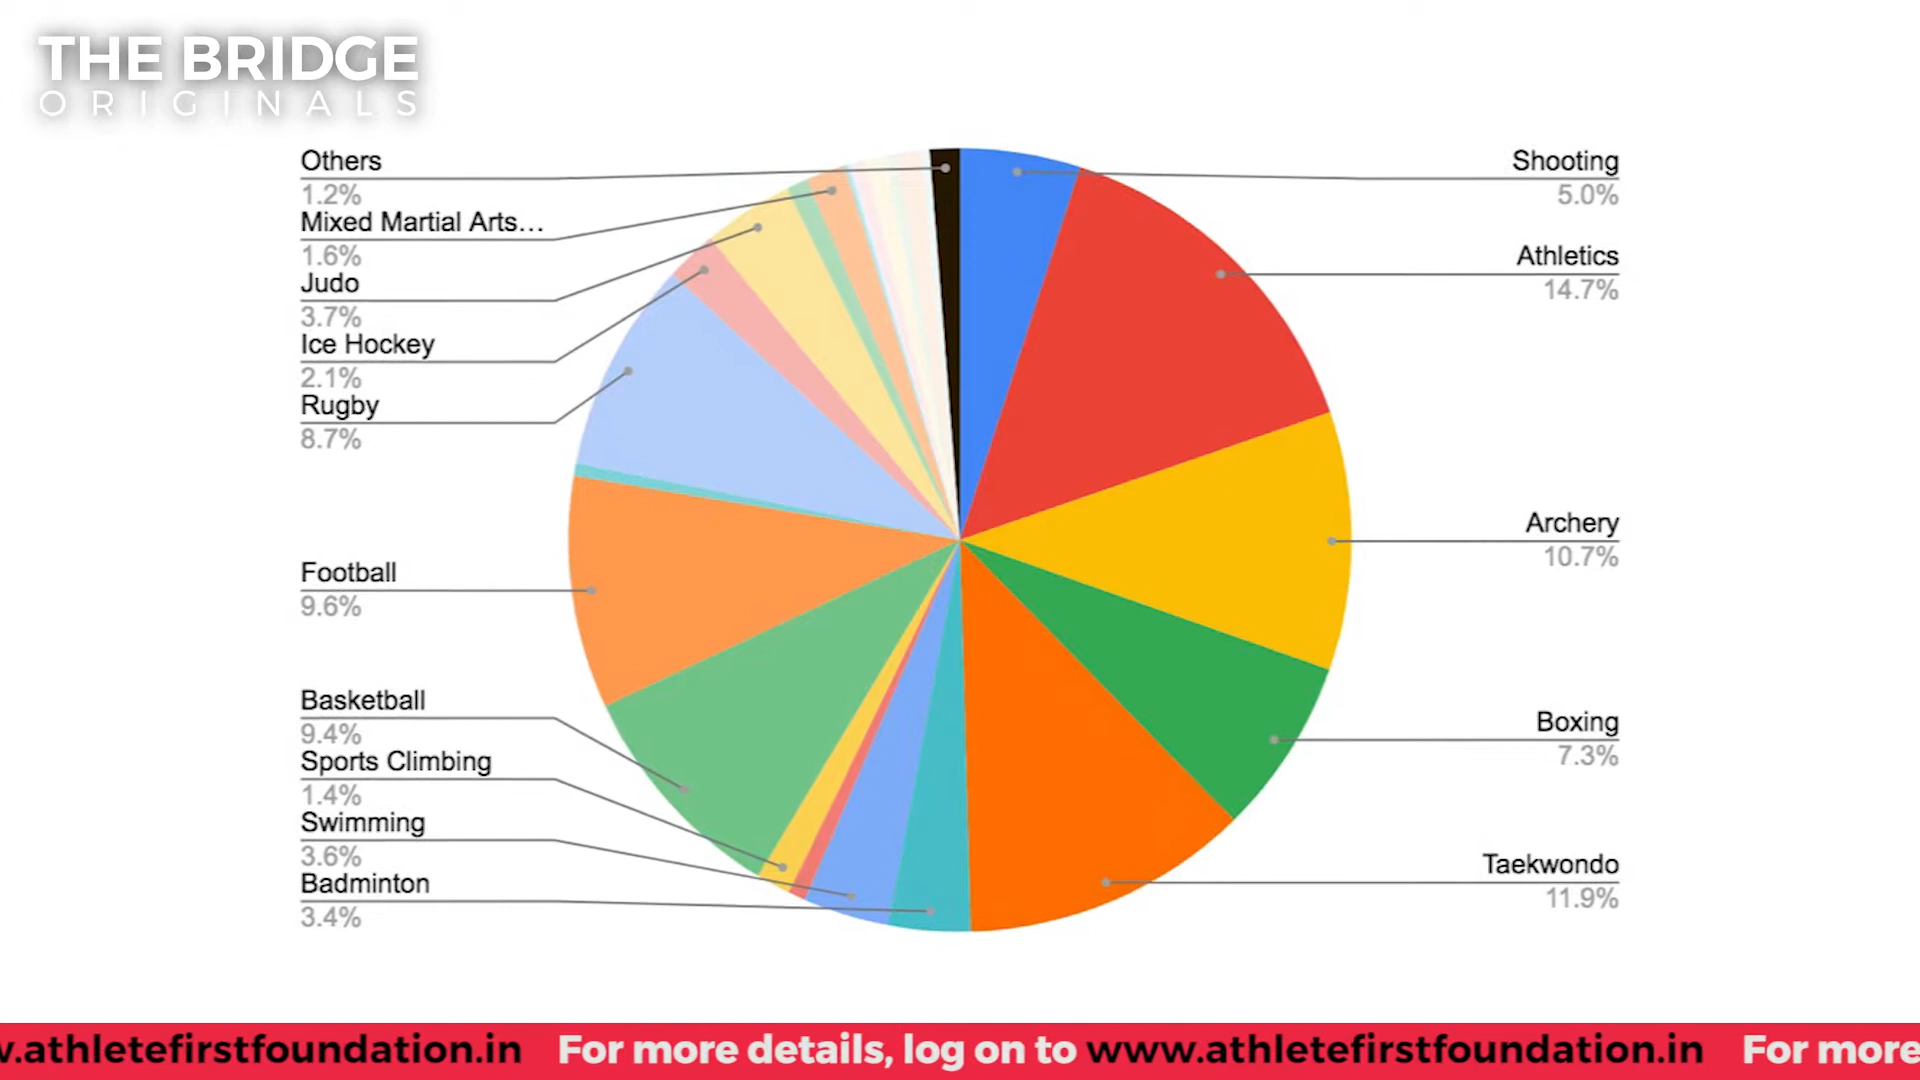 THE BRIDGE
ORIGINALS
Others
1.2%
Mixed Martial Arts...
1.6%
Judo
3.7%
Ice Hockey
2.1%
Rugby
8.7%
Football
9.6%
Basketball
9.4%
Sports Climbing
1.4%
Swimming
3.6%
Badminton
3.4%
Shooting
5.0%
Athletics
14.7%
Archery
10.7%
Boxing
7.3%
Taekwondo
11.9%
.athletefirstfoundation.in For more details, log on to www.athletefirstfoundation.in For more